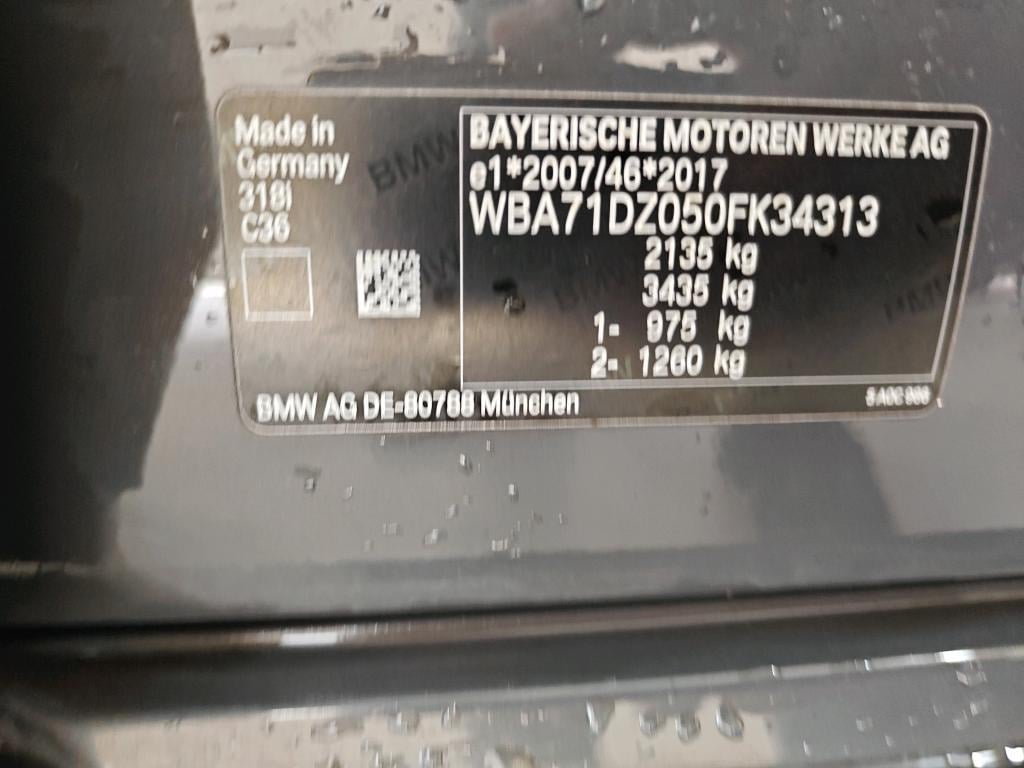 Made in
Germany
318i
C36
BAYERISCHE MOTOREN WERKE AG
e1*2007/46*2017
WBA71DZ050FK34313
2135 kg
3435 kg
1- 975 kg
2- 1260 kg
BMW AG DE-80788 München